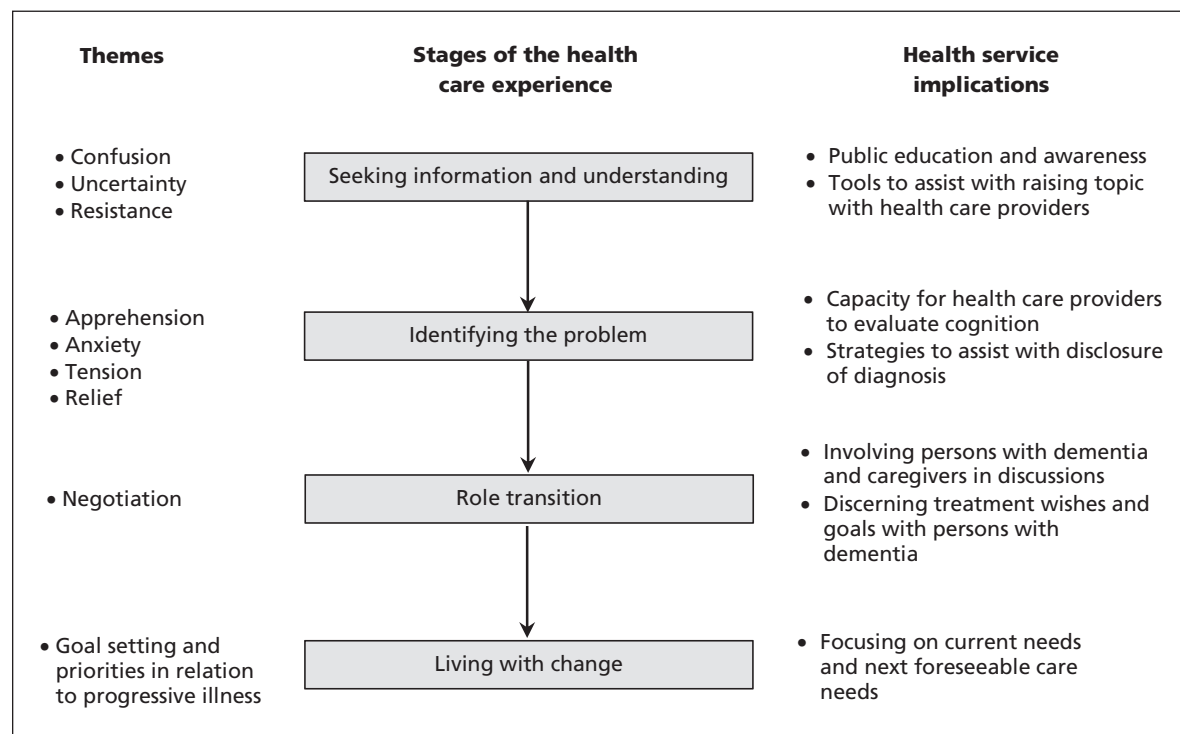 Themes
Stages of the health
care experience
Health service
implications
• Confusion
• Uncertainty
• Resistance
Seeking information and understanding
• Public education and awareness
• Tools to assist with raising topic
with health care providers
• Apprehension
• Anxiety
• Tension
• Relief
Identifying the problem
• Capacity for health care providers
to evaluate cognition
• Strategies to assist with disclosure
of diagnosis
• Negotiation
Role transition
• Involving persons with dementia
and caregivers in discussions
• Discerning treatment wishes and
goals with persons with
dementia
• Goal setting and
priorities in relation
to progressive illness
Living with change
• Focusing on current needs
and next foreseeable care
needs